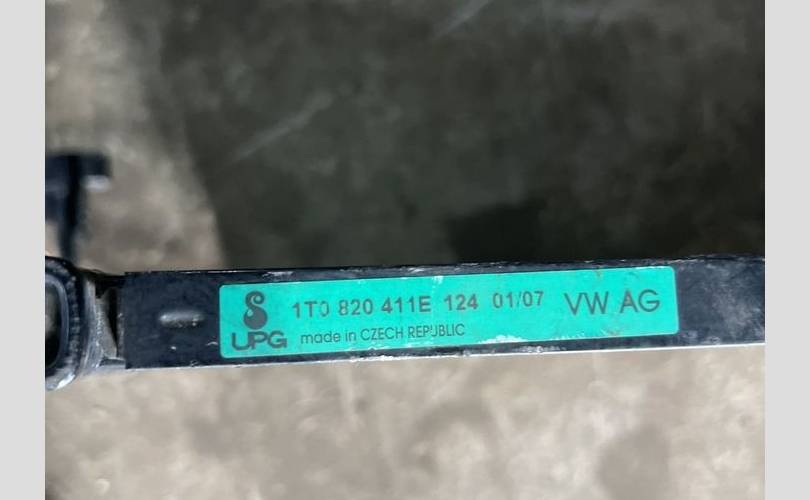 1T0 820 411E 124 01/07 VW AG
UPG made in CZECH REPUBLIC